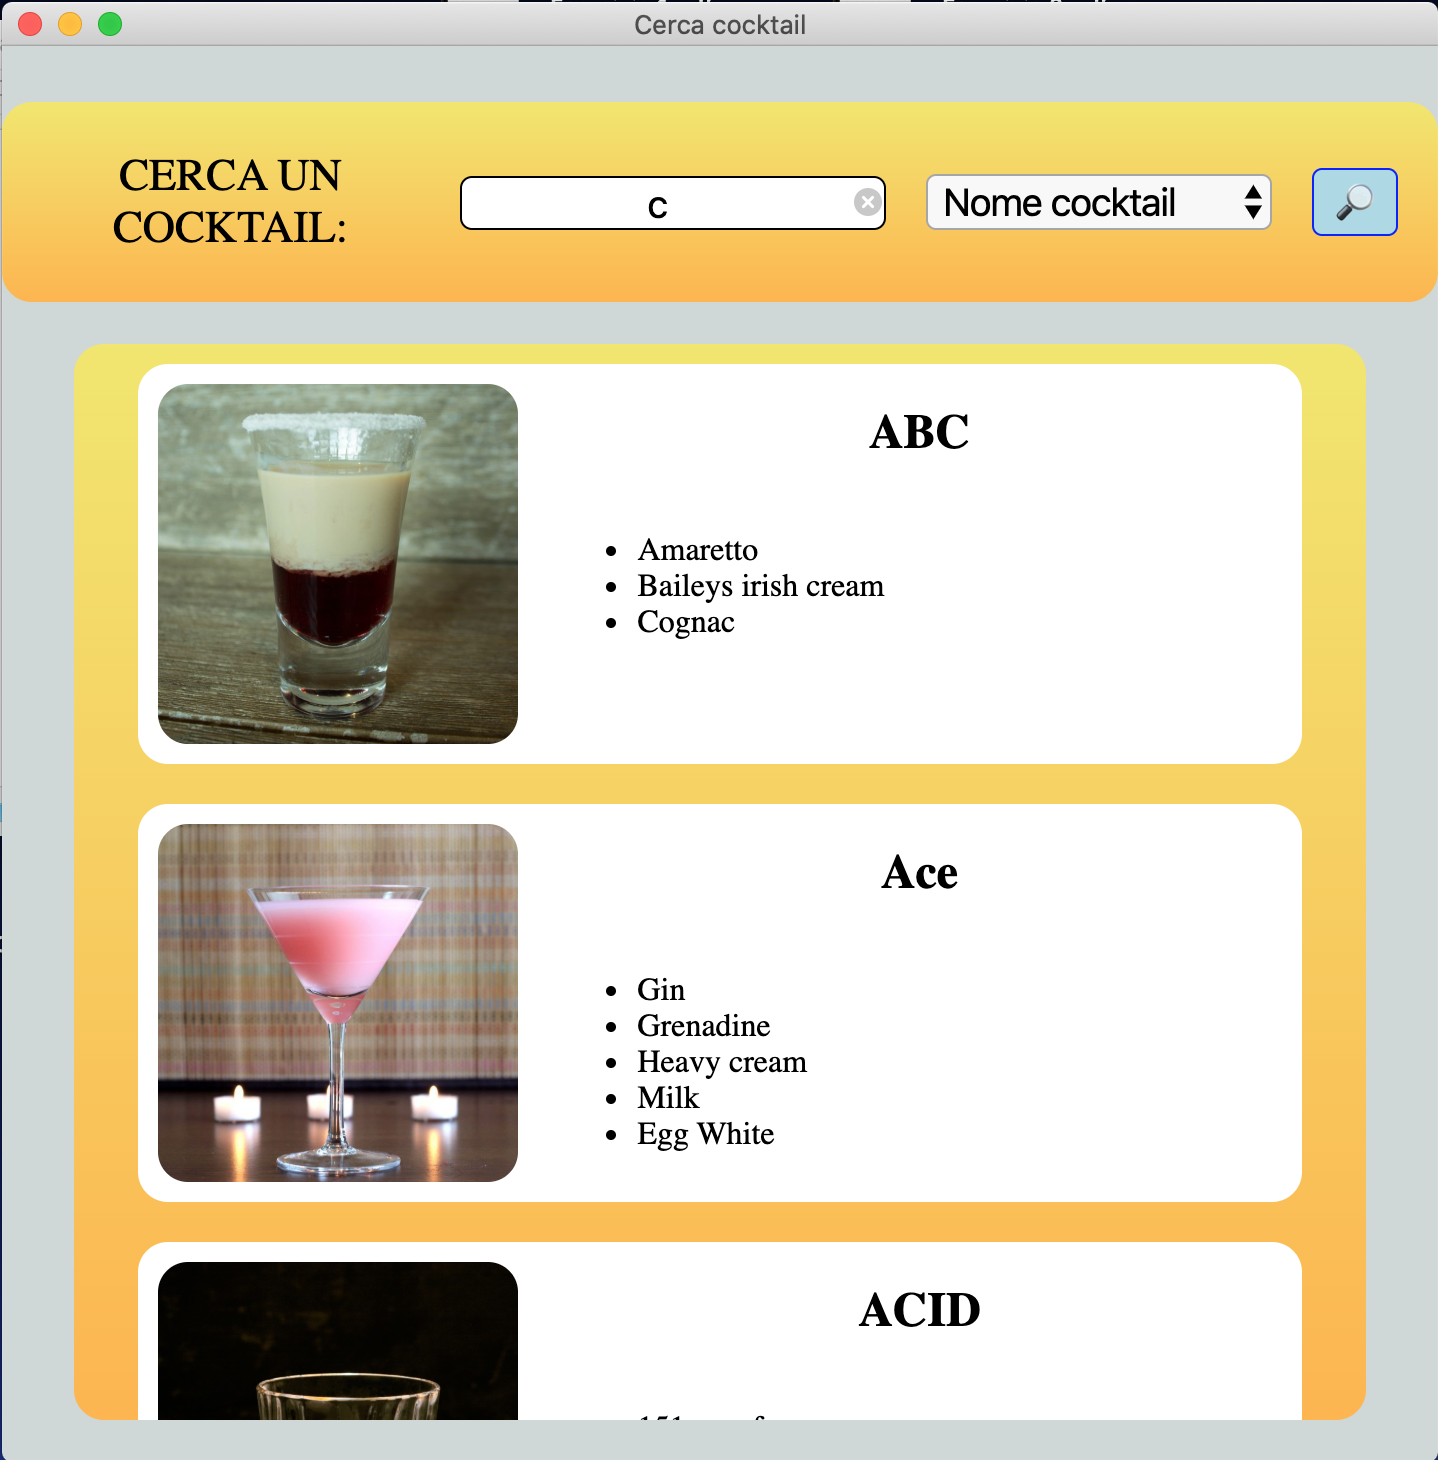 Cerca cocktail
CERCA UN
COCKTAIL:
c
Nome cocktail
ABC
Amaretto
Baileys irish cream
Cognac
Ace
Gin
Grenadine
Heavy cream
Milk
Egg White
ACID